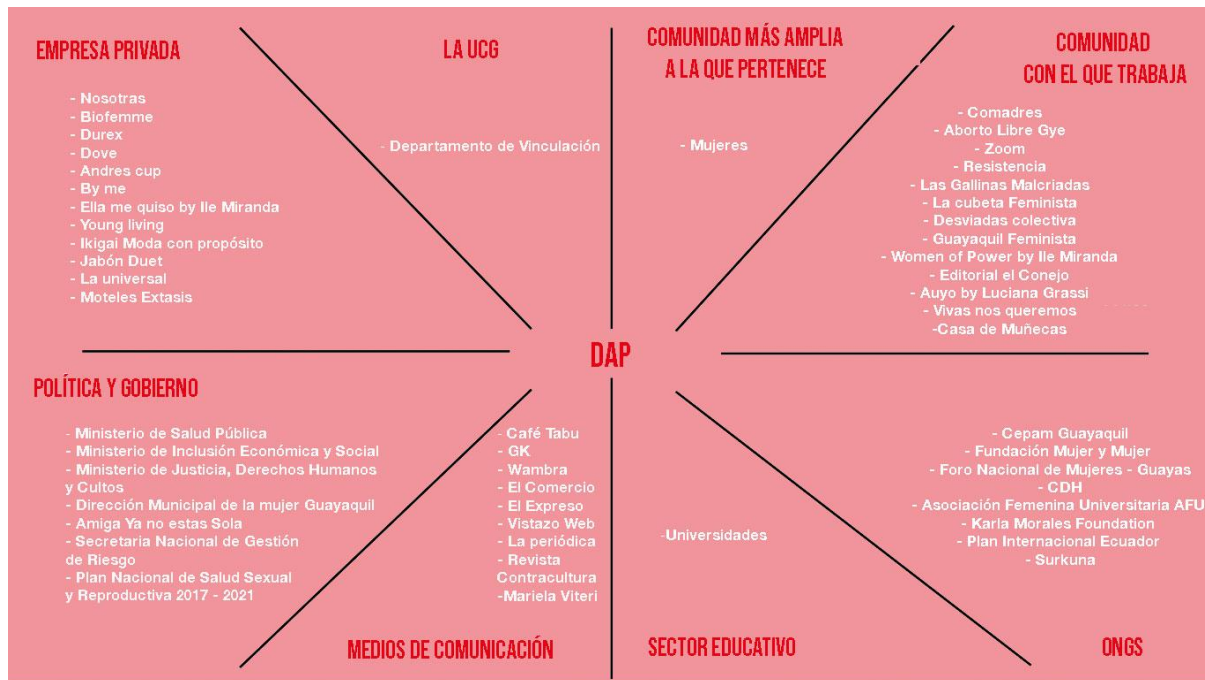 EMPRESA PRIVADA
- Nosotras
- Biofemme
- Durex
- Dove
- Andres cup
- By me
- Ella me quiso by Ile Miranda
- Young living
- Ikigai Moda con propósito
- Jabón Duet
- La universal
- Moteles Extasis
LA UCG
- Departamento de Vinculación
COMUNIDAD MÁS AMPLIA
A LA QUE PERTENECE
- Mujeres
COMUNIDAD
CON EL QUE TRABAJA
- Comadres
- Aborto Libre Gye
- Zoom
- Resistencia
- Las Gallinas Malcriadas
- La cubeta Feminista
- Desviadas colectiva
- Guayaquil Feminista
- Women of Power by Ile Miranda
- Editorial el Conejo
- Auyo by Luciana Grassi
- Vivas nos queremos
-Casa de Muñecas
DAP
POLÍTICA Y GOBIERNO
- Ministerio de Salud Pública
- Ministerio de Inclusión Económica y Social
- Ministerio de Justicia, Derechos Humanos
y Cultos
- Dirección Municipal de la mujer Guayaquil
- Amiga Ya no estas Sola
- Secretaria Nacional de Gestión
de Riesgo
- Plan Nacional de Salud Sexual
y Reproductiva 2017 - 2021
- Café Tabu
- GK
- Wambra
- El Comercio
- El Expreso
- Vistazo Web
- La periódica
- Revista
Contracultura
-Mariela Viteri
MEDIOS DE COMUNICACIÓN
-Universidades
SECTOR EDUCATIVO
- Cepam Guayaquil
- Fundación Mujer y Mujer
- Foro Nacional de Mujeres - Guayas
- CDH
- Asociación Femenina Universitaria AFU
- Karla Morales Foundation
- Plan Internacional Ecuador
- Surkuna
ONGS